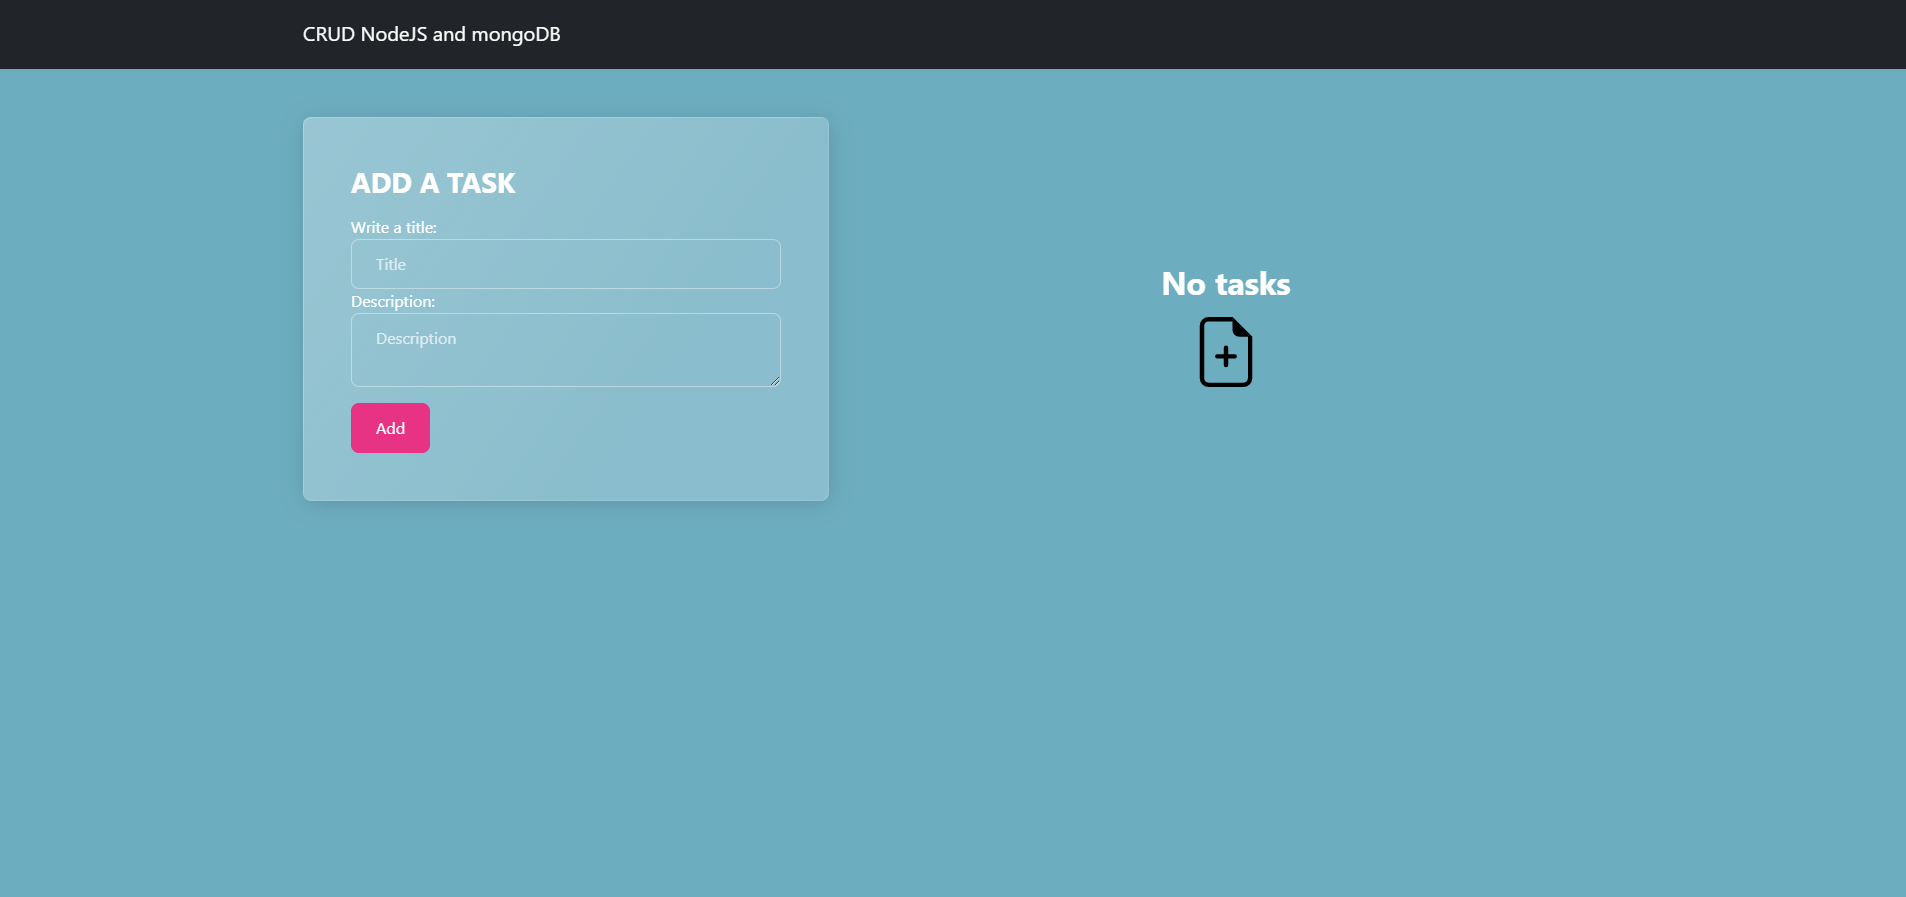 CRUD NodeJS and mongoDB
ADD A TASK
Write a title:
Title
Description:
Description
Add
No tasks